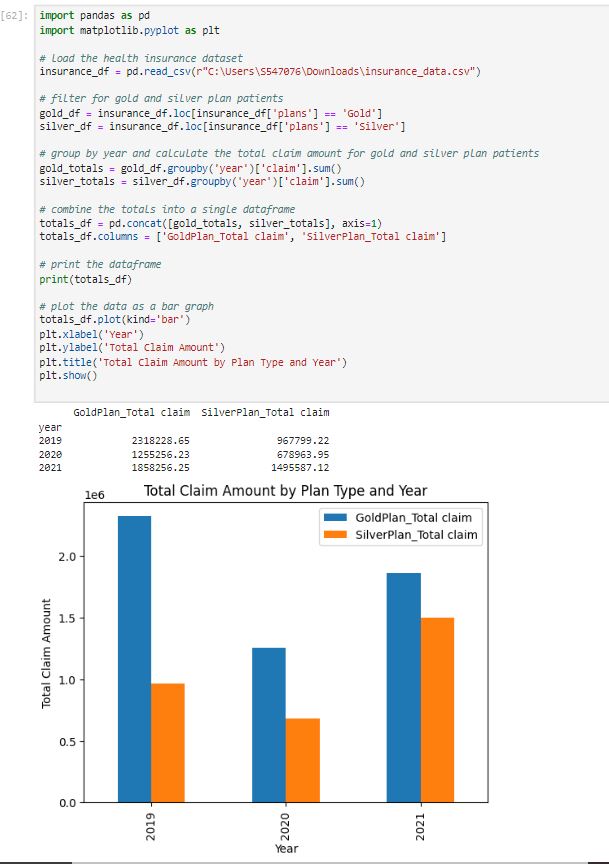 [62]:
import pandas as pd
import matplotlib.pyplot as plt
# load the health insurance dataset
insurance_df = pd.read_csv(r"C:\Users\S547076\Downloads\insurance_data.csv")
# filter for gold and silver plan patients
gold_df = insurance_df.loc[insurance_df['plans'] == 'Gold']
silver_df = insurance_df.loc[insurance_df['plans'] == 'Silver']
# group by year and calculate the total claim amount for gold and silver plan patients
gold_totals = gold_df.groupby('year')['claim'].sum()
silver_totals = silver_df.groupby('year')['claim'].sum()
# combine the totals into a single dataframe
totals_df = pd.concat([gold_totals, silver_totals], axis=1)
totals_df.columns = ['GoldPlan_Total claim', 'SilverPlan_Total claim']
# print the dataframe
print(totals_df)
# plot the data as a bar graph
totals_df.plot(kind='bar')
plt.xlabel('Year')
plt.ylabel('Total Claim Amount')
plt.title('Total Claim Amount by Plan Type and Year')
plt.show()
GoldPlan_Total claim SilverPlan_Total claim
year
2019 2318228.65 967799.22
2020 1255256.23 678963.95
2021 1858256.25 1495587.12
Total Claim Amount by Plan Type and Year
1e6
GoldPlan_Total claim
SilverPlan_Total claim
2.0
1.5
1.0
0.5
0.0
Total Claim Amount
2019
2020
2021
Year